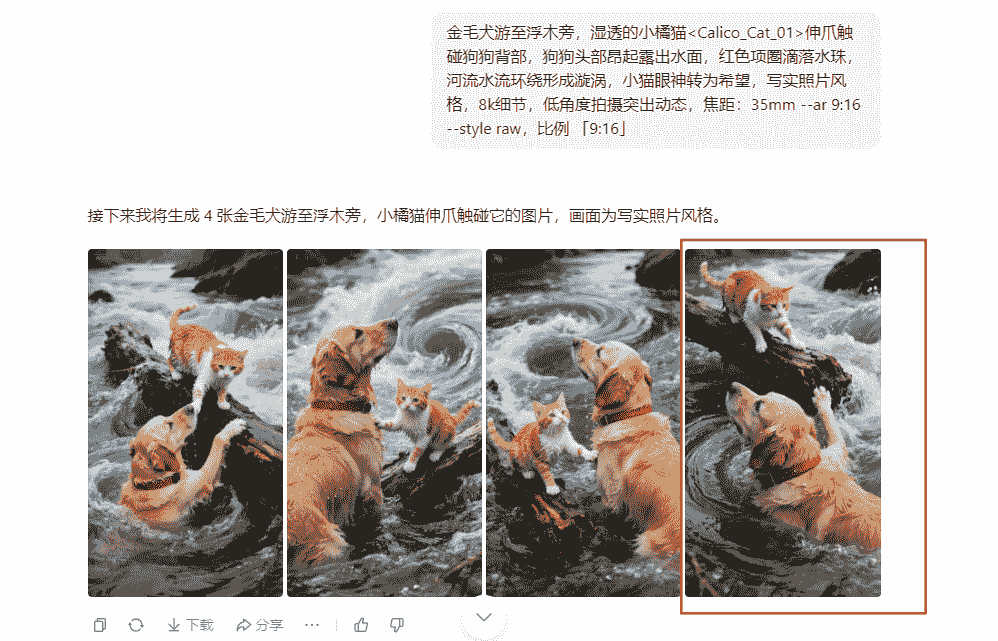 金毛犬游至浮木旁，湿透的小橘猫<Calico_Cat_01>伸爪触
碰狗狗背部，狗狗头部昂起露出水面，红色项圈滴落水珠，
河流水流环绕形成漩涡，小猫眼神转为希望，写实照片风
格，8k细节，低角度拍摄突出动态，焦距：35mm --ar 9:16
--style raw，比例 「9:16」
接下来我将生成 4 张金毛犬游至浮木旁，小橘猫伸爪触碰它的图片，画面为写实照片风格。
下载 分享